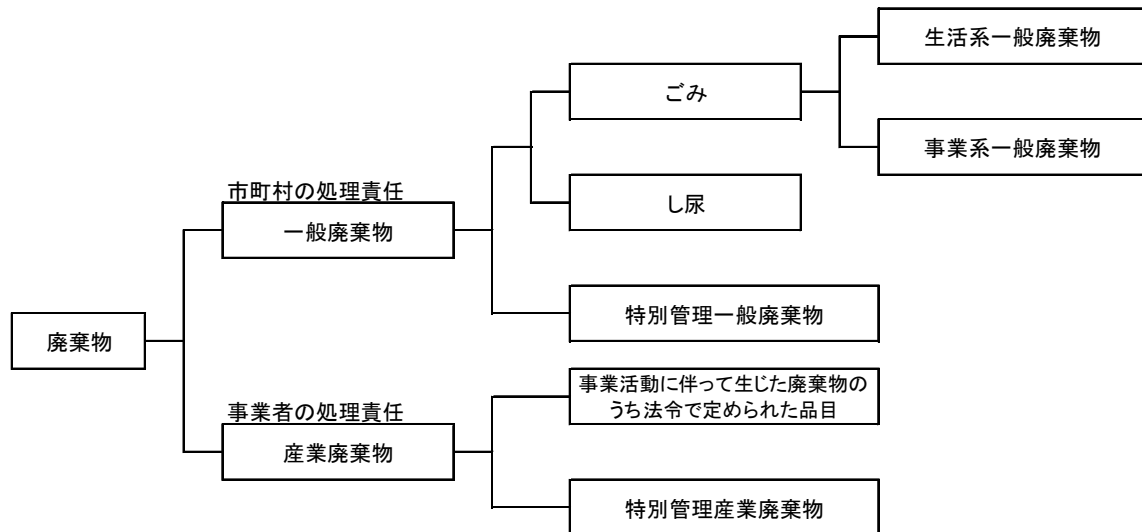 生活系一般廃棄物
ごみ
事業系一般廃棄物
市町村の処理責任
し尿
一般廃棄物
特別管理一般廃棄物
廃棄物
事業活動に伴って生じた廃棄物の
うち法令で定められた品目
事業者の処理責任
産業廃棄物
特別管理産業廃棄物